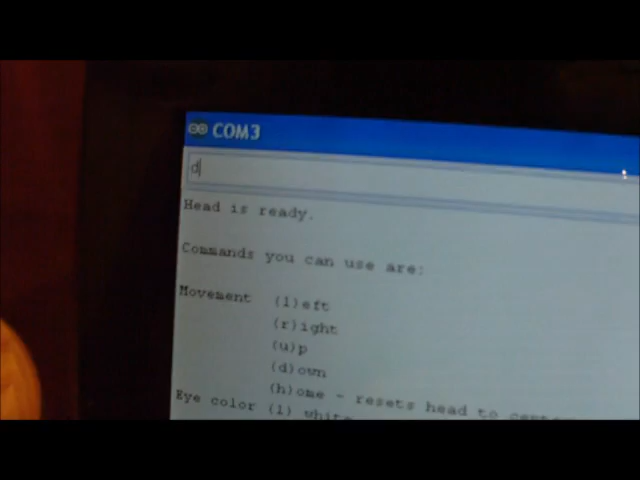 COM3
d
Head is ready.
Commands you can use are:
Movement (l)eft
(r)ight
(u)p
(d)own
(h)ome - resets head to
Eye color (1) white